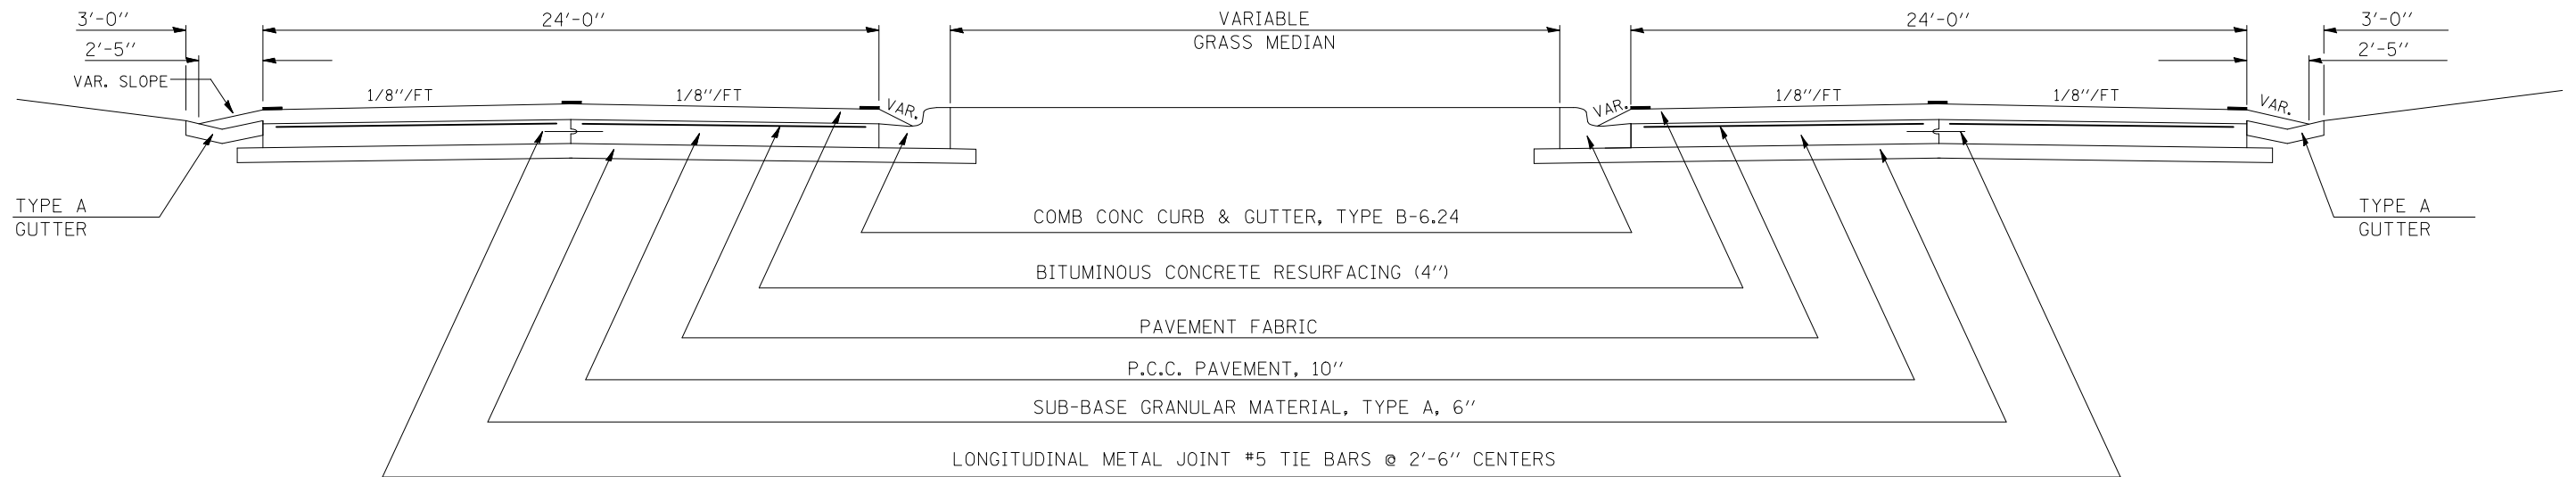 3'-0"
24'-0"
VARIABLE
GRASS MEDIAN
24'-0"
3'-0"
2'-5"
2'-5"
VAR. SLOPE
1/8"/FT
1/8"/FT
VAR.
VAR.
1/8"/FT
1/8"/FT
VAR.
TYPE A
GUTTER
COMB CONC CURB & GUTTER, TYPE B-6.24
TYPE A
GUTTER
BITUMINOUS CONCRETE RESURFACING (4")
PAVEMENT FABRIC
P.C.C. PAVEMENT, 10"
SUB-BASE GRANULAR MATERIAL, TYPE A, 6"
LONGITUDINAL METAL JOINT #5 TIE BARS @ 2'-6" CENTERS